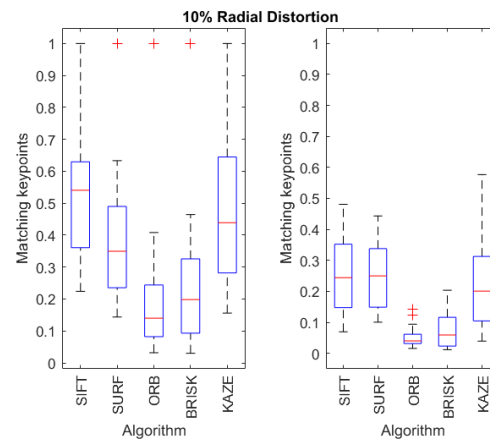 10% Radial Distortion
Matching keypoints
1
0.9
0.8
0.7
0.6
0.5
0.4
0.3
0.2
0.1
0
SIFT
SURF
ORB
BRISK
KAZE
Algorithm
Matching keypoints
1
0.9
0.8
0.7
0.6
0.5
0.4
0.3
0.2
0.1
0
SIFT
SURF
ORB
BRISK
KAZE
Algorithm